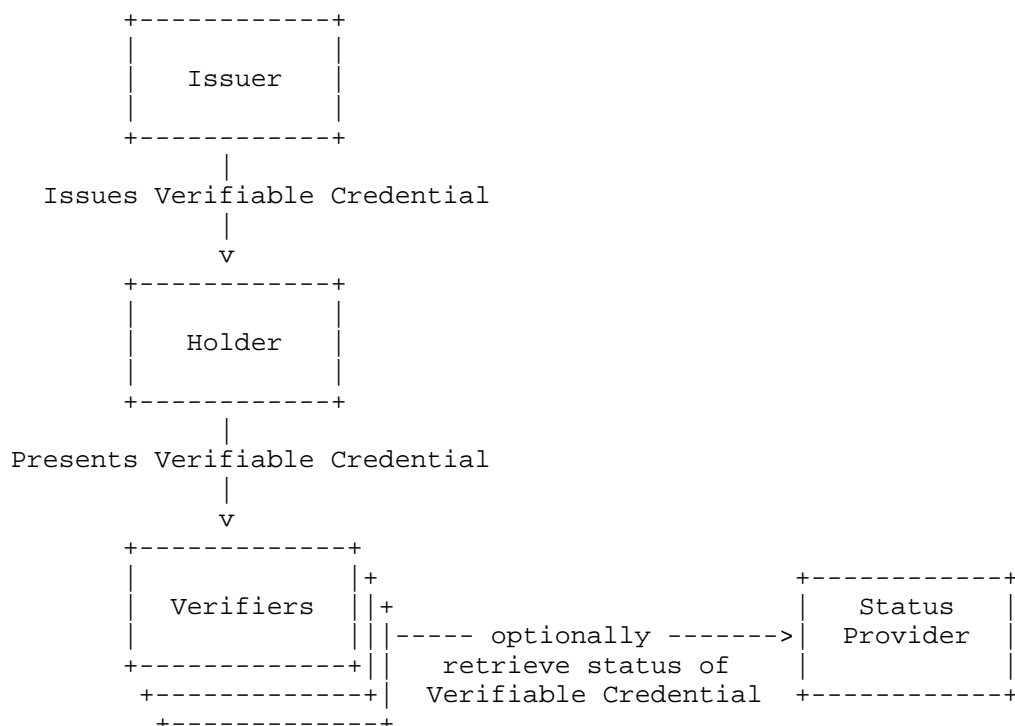 Issuer
Issues Verifiable Credential
v
Holder
Presents Verifiable Credential
v
Verifiers
Status
----- optionally ------->
Provider
retrieve status of
Verifiable Credential